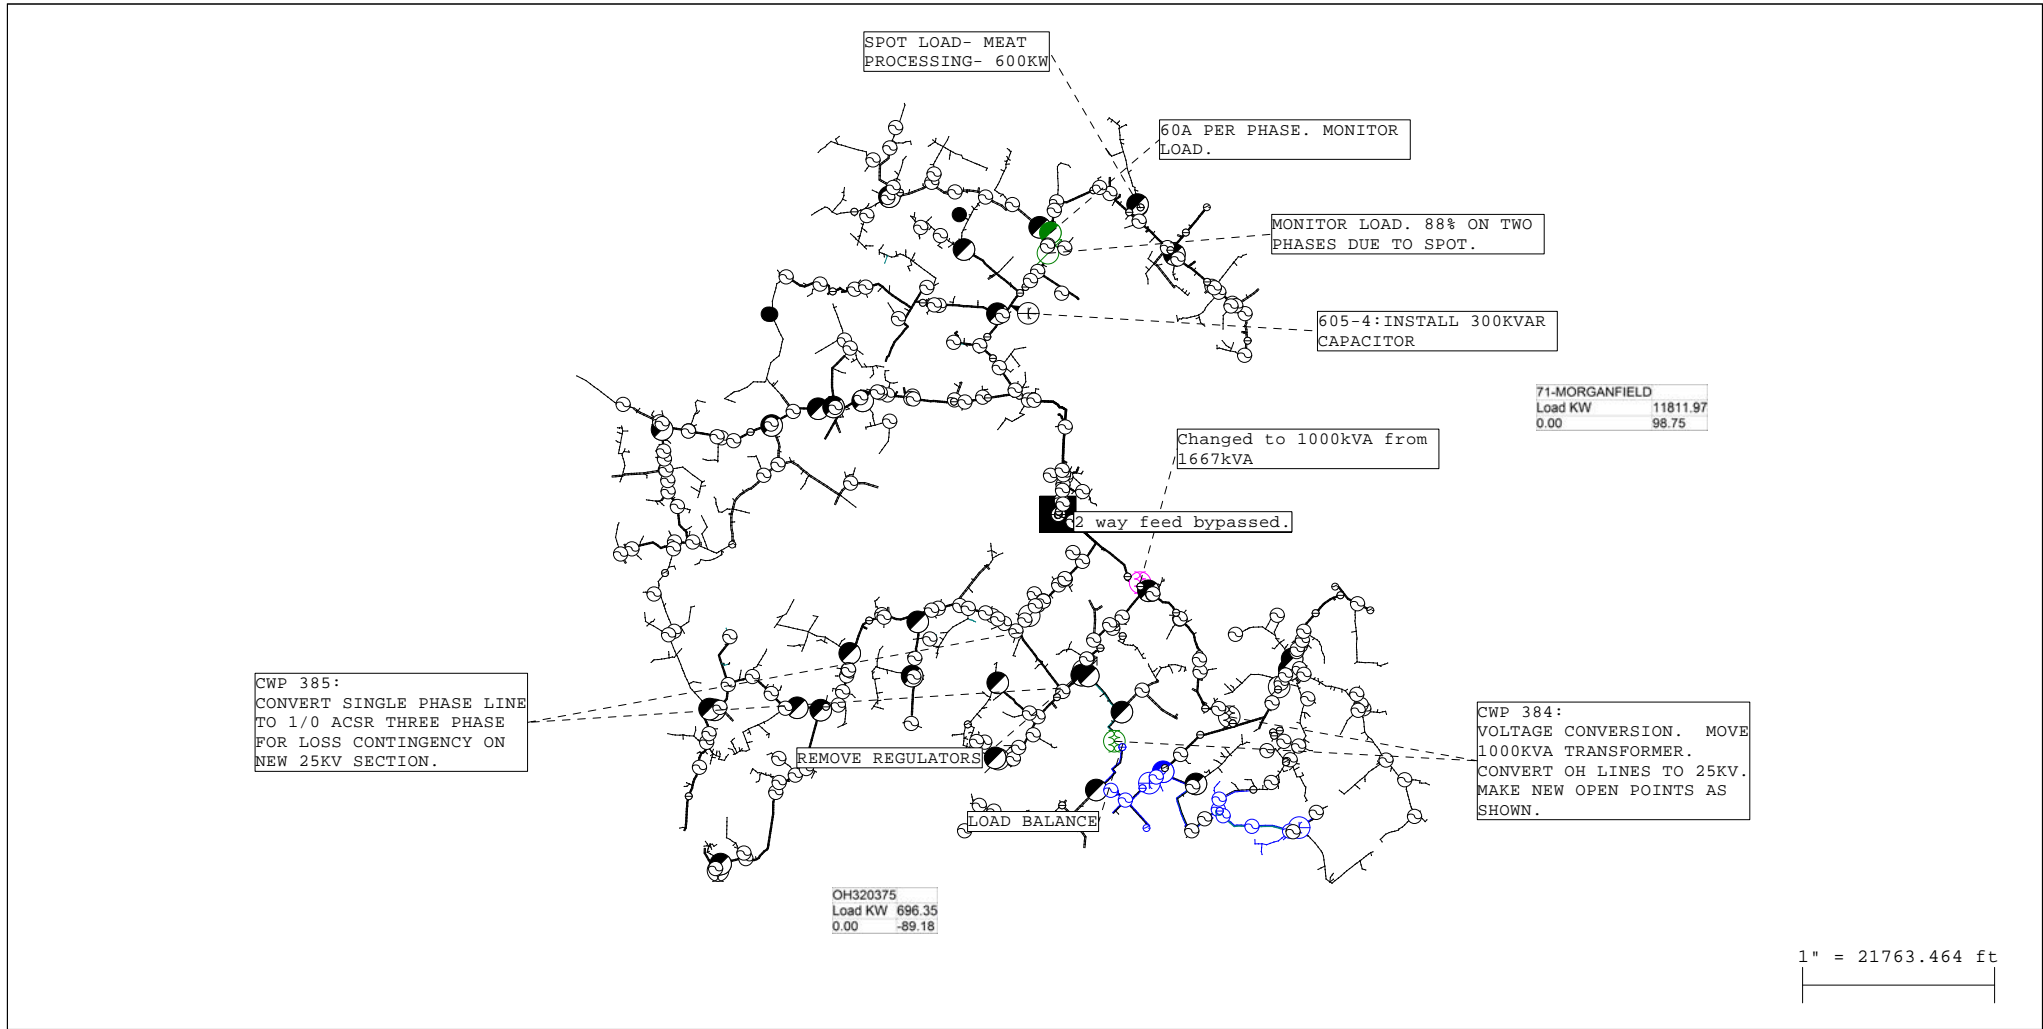 SPOT LOAD- MEAT
PROCESSING- 600KW
60A PER PHASE. MONITOR
LOAD.
MONITOR LOAD. 88% ON TWO
PHASES DUE TO SPOT.
605-4:INSTALL 300KVAR
CAPACITOR
71-MORGANFIELD
Load KW 11811.97
0.00 98.75
Changed to 1000kVA from
1667kVA
2 way feed bypassed.
CWP 385:
CONVERT SINGLE PHASE LINE
TO 1/0 ACSR THREE PHASE
FOR LOSS CONTINGENCY ON
NEW 25KV SECTION.
REMOVE REGULATORS
LOAD BALANCE
CWP 384:
VOLTAGE CONVERSION.  MOVE
1000KVA TRANSFORMER.
CONVERT OH LINES TO 25KV.
MAKE NEW OPEN POINTS AS
SHOWN.
OH320375
Load KW 696.35
0.00 -89.18
1" = 21763.464 ft